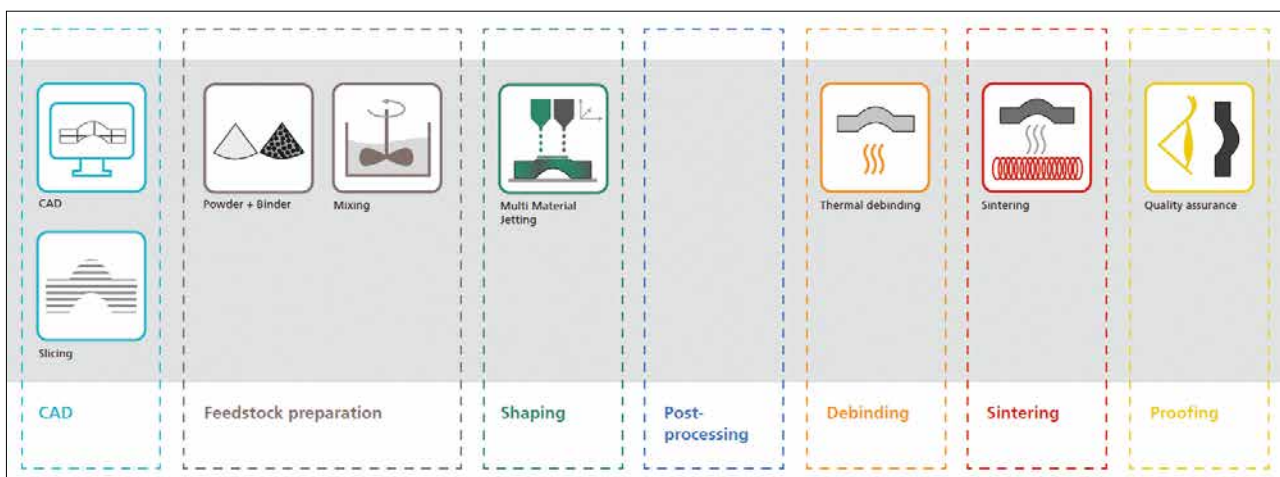 CAD
Slicing
CAD
Powder + Binder
Mixing
Feedstock preparation
Multi Material
Jetting
Shaping
Post-
processing
Thermal debinding
Debinding
Sintering
Sintering
Quality assurance
Proofing